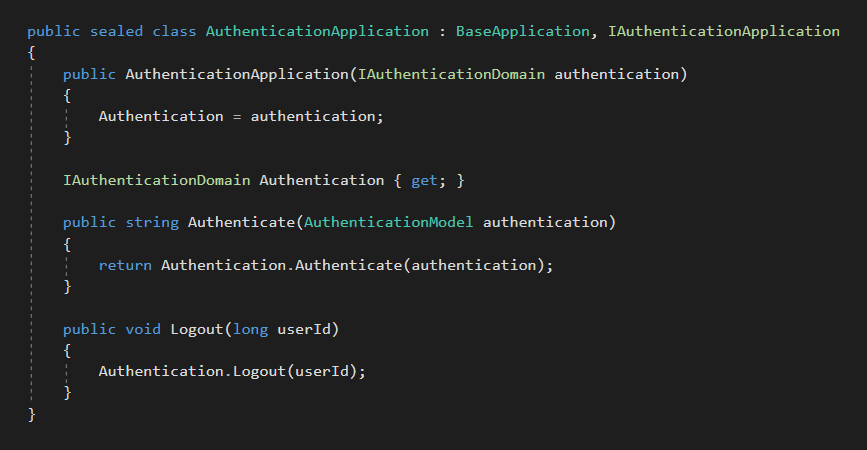 public sealed class AuthenticationApplication : BaseApplication, IAuthenticationApplication
{
    public AuthenticationApplication(IAuthenticationDomain authentication)
    {
        Authentication = authentication;
    }

    IAuthenticationDomain Authentication { get; }

    public string Authenticate(AuthenticationModel authentication)
    {
        return Authentication.Authenticate(authentication);
    }

    public void Logout(long userId)
    {
        Authentication.Logout(userId);
    }
}